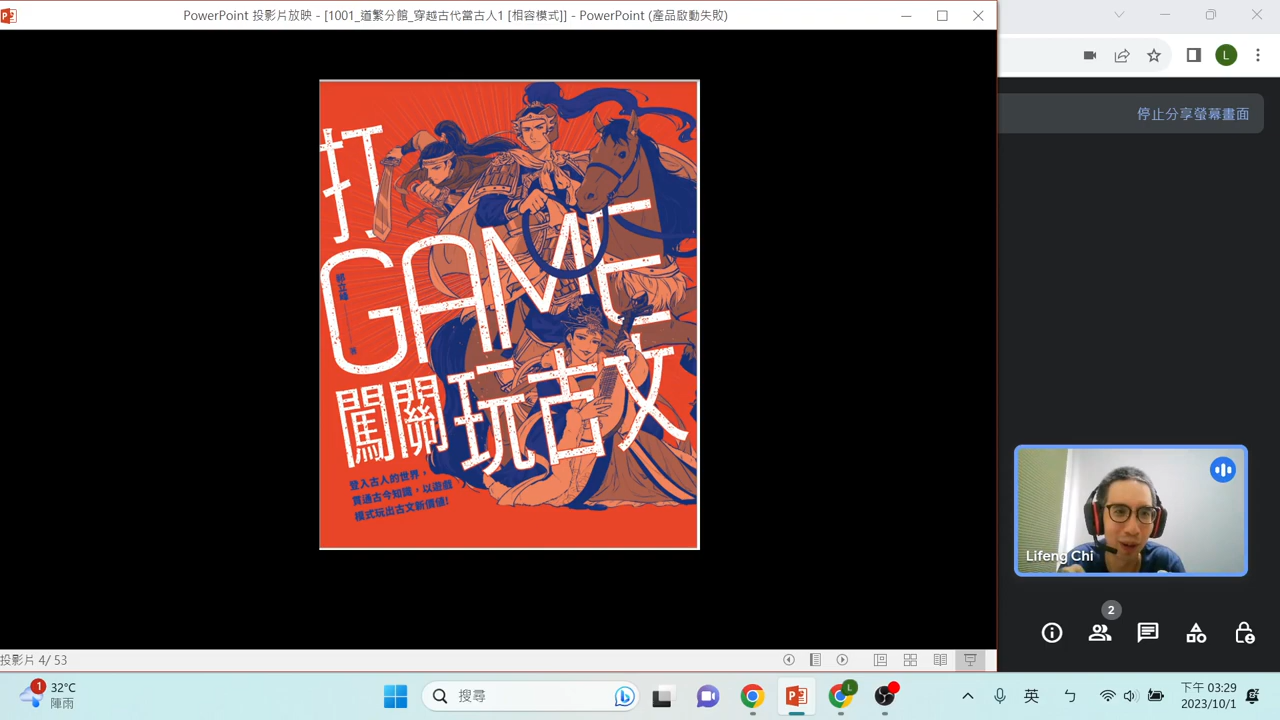 PowerPoint 投影片放映 - [1001_道繁分館_穿越古代當古人1 [相容模式]] - PowerPoint (產品啟動失敗)
L
停止分享螢幕畫面
打
GAME
闖關玩古文
著
登入古人的世界，
貫通古今知識，以遊戲
模式玩出古文新價值!
Lifeng Chi
2
投影片 4/ 53
1
32°C
陣雨
搜尋
L
英
ㄅ
下午 03:29
2023/10/1